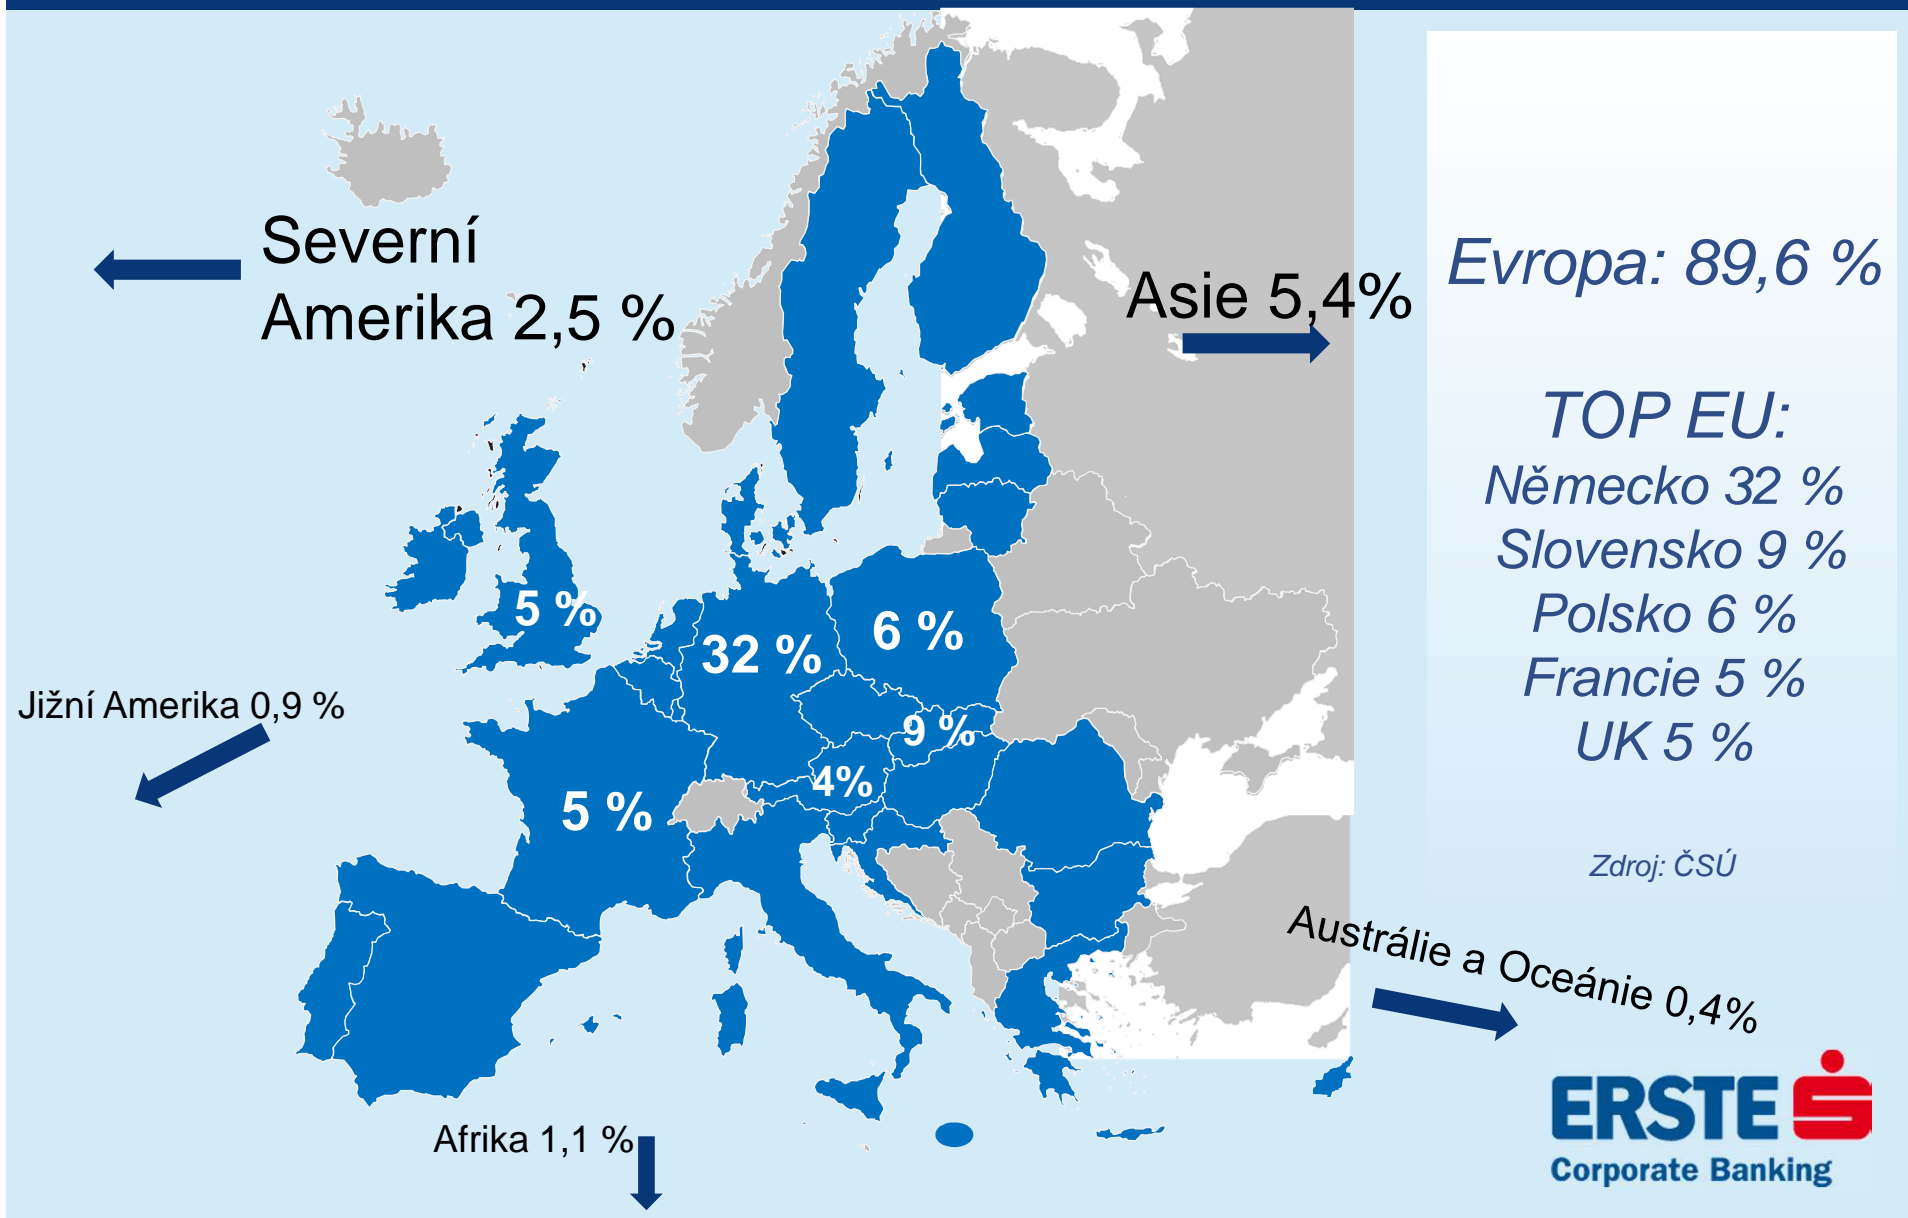 Severní
Amerika 2,5 %
Asie 5,4%
Evropa: 89,6 %
TOP EU:
Německo 32 %
Slovensko 9 %
Polsko 6 %
Francie 5 %
UK 5 %
Zdroj: ČSÚ
5 %
32 %
6 %
9 %
4%
5 %
Jižní Amerika 0,9 %
Austrálie a Oceánie 0,4%
Afrika 1,1 %
ERSTE
Corporate Banking